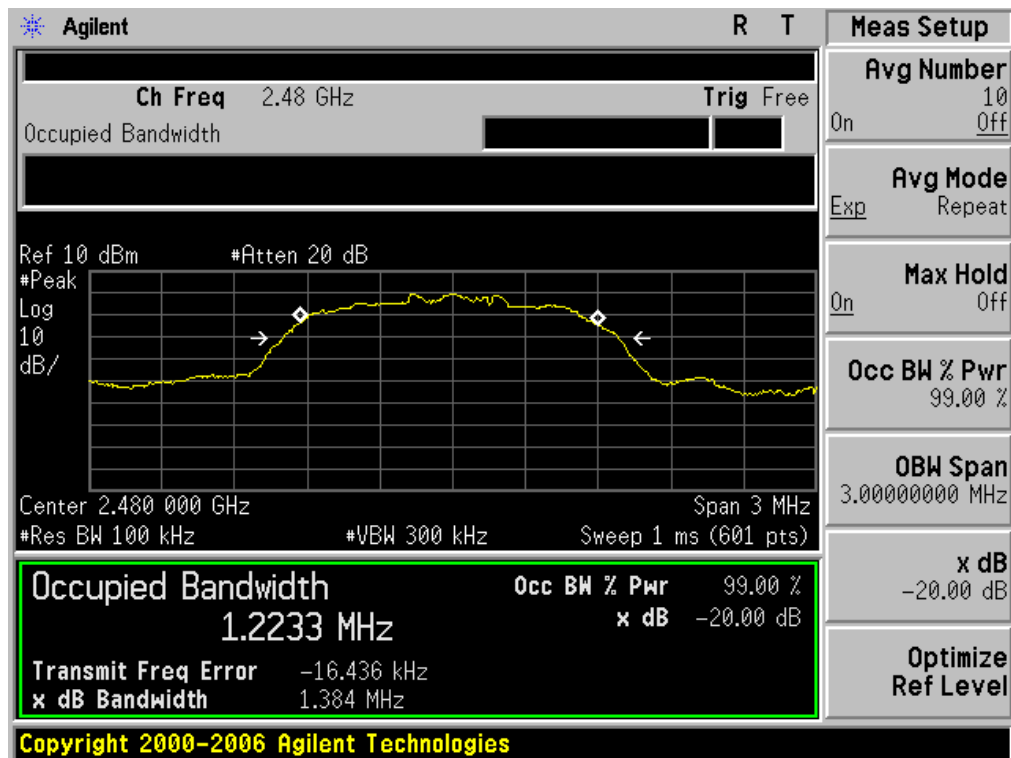 Agilent R T
Ch Freq 2.48 GHz Trig Free
Occupied Bandwidth
Ref 10 dBm #Atten 20 dB
#Peak
Log
10
dB/
Center 2.480 000 GHz Span 3 MHz
#Res BW 100 kHz #VBW 300 kHz Sweep 1 ms (601 pts)
Occupied Bandwidth Occ BW % Pwr 99.00 %
1.2233 MHz x dB -20.00 dB
Transmit Freq Error -16.436 kHz
x dB Bandwidth 1.384 MHz
Copyright 2000-2006 Agilent Technologies
Meas Setup
Avg Number
10
On Off
Avg Mode
Exp Repeat
Max Hold
On Off
Occ BW % Pwr
99.00 %
OBW Span
3.00000000 MHz
x dB
-20.00 dB
Optimize
Ref Level